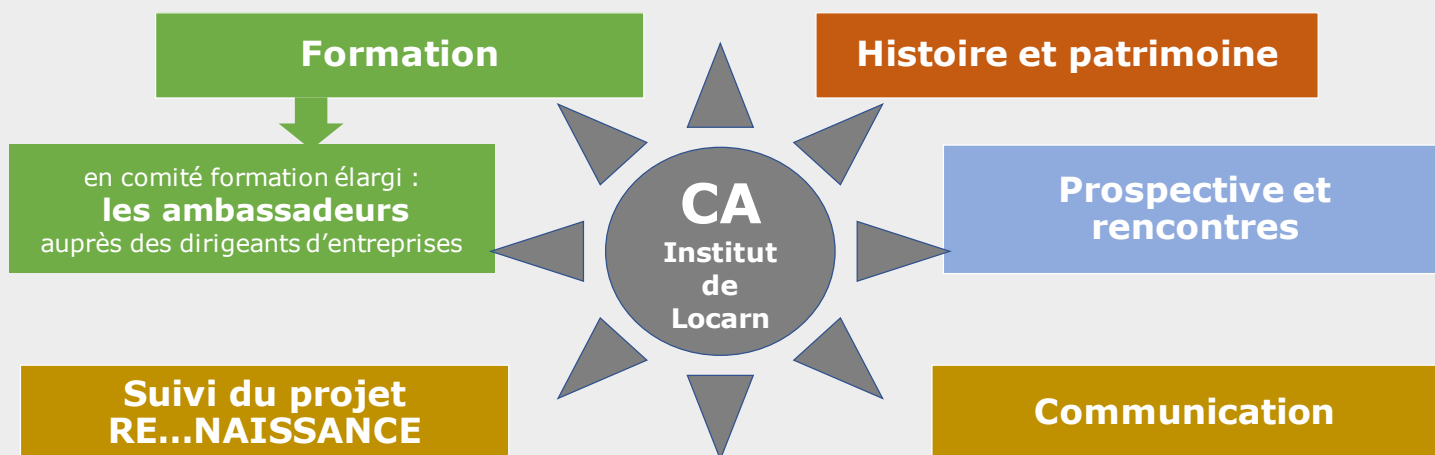 Formation
Histoire et patrimoine
en comité formation élargi :
les ambassadeurs
auprès des dirigeants d’entreprises
CA
Institut
de
Locarn
Prospective et
rencontres
Suivi du projet
RE...NAISSANCE
Communication